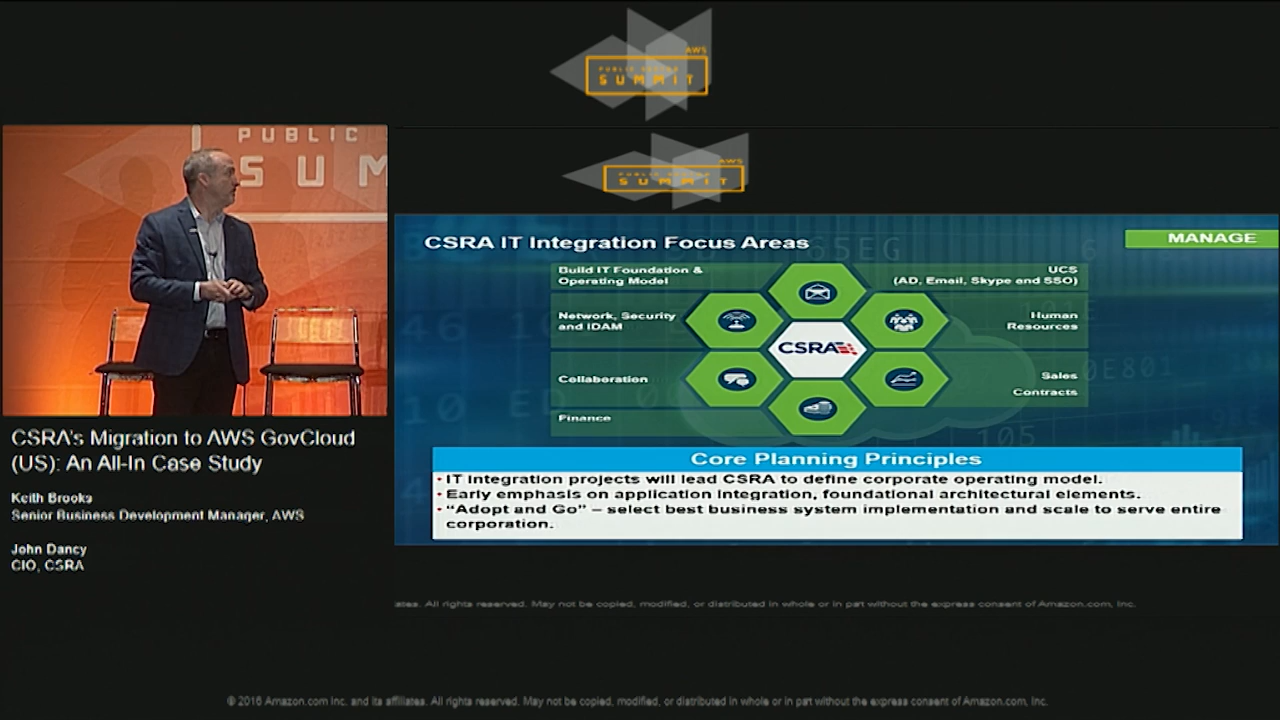 AWS
PUBLIC SECTOR
SUMMIT
AWS
PUBLIC SECTOR
SUMMIT
PUBLIC
SUM
CSRA IT Integration Focus Areas
MANAGE
Build IT Foundation &
Operating Model
UCS
(AD, Email, Skype and SSO)
Network, Security
and IDAM
Human
Resources
CSRA
Collaboration
Sales
Contracts
Finance
Core Planning Principles
• IT Integration projects will lead CSRA to define corporate operating model.
• Early emphasis on application integration, foundational architectural elements.
• “Adopt and Go” – select best business system implementation and scale to serve entire
corporation.
CSRA's Migration to AWS GovCloud
(US): An All-In Case Study
Keith Brooks
Senior Business Development Manager, AWS
John Dancy
CIO, CSRA
ates. All rights reserved. May not be copied, modified, or distributed in whole or in part without the express consent of Amazon.com, Inc.
© 2016 Amazon.com Inc. and its affiliates. All rights reserved. May not be copied, modified, or distributed in whole or in part without the express consent of Amazon.com, Inc.